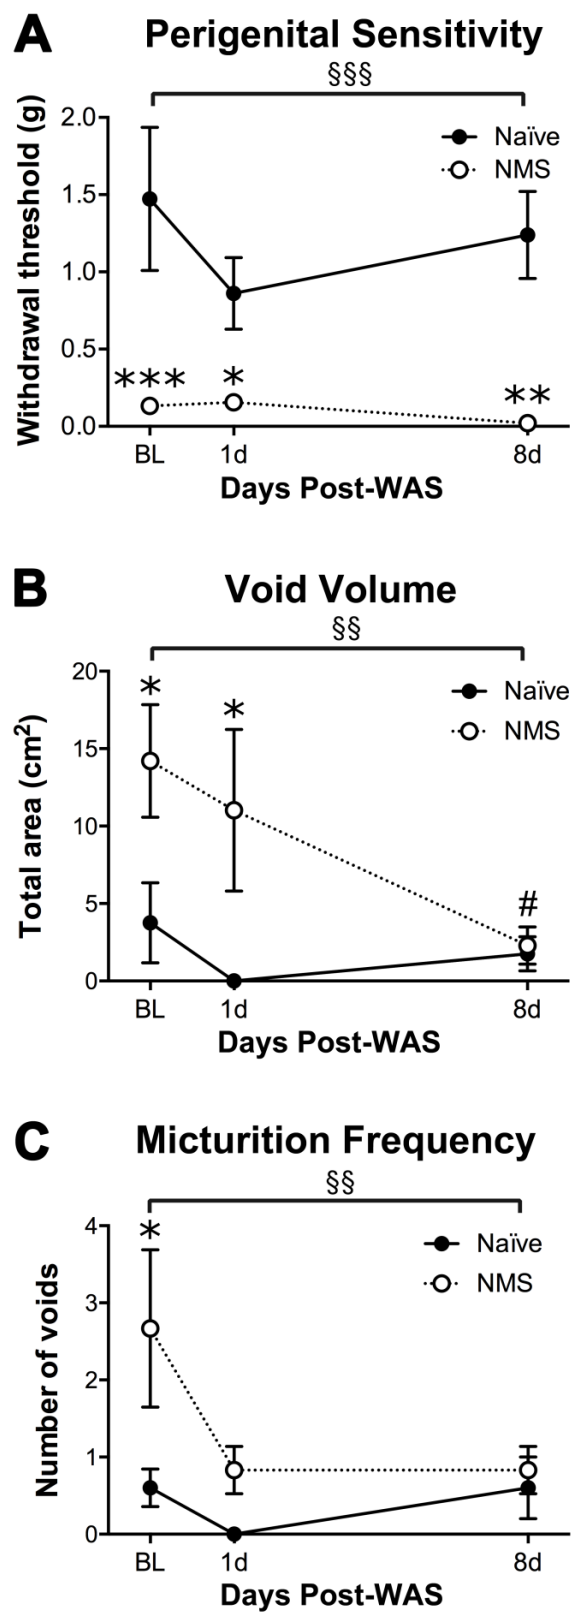 A Perigenital Sensitivity
§§§
Withdrawal threshold (g)
2.0
1.5
1.0
0.5
0.0
Naïve
NMS
***
*
**
BL 1d 8d
Days Post-WAS
B Void Volume
§§
Total area (cm²)
20
15
10
5
0
Naïve
NMS
*
*
#
BL 1d 8d
Days Post-WAS
C Micturition Frequency
§§
Number of voids
4
3
2
1
0
Naïve
NMS
*
BL 1d 8d
Days Post-WAS